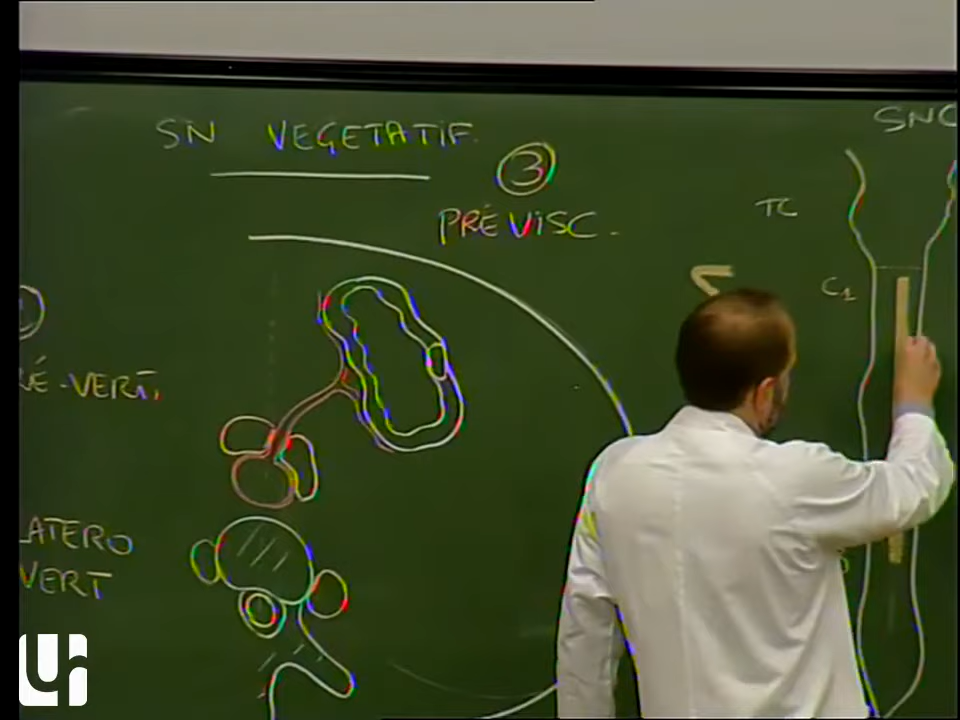 SN VEGETATIF
SNC
3
PRÉVISC.
TC
C1
É-VERT.
LATERO
VERT